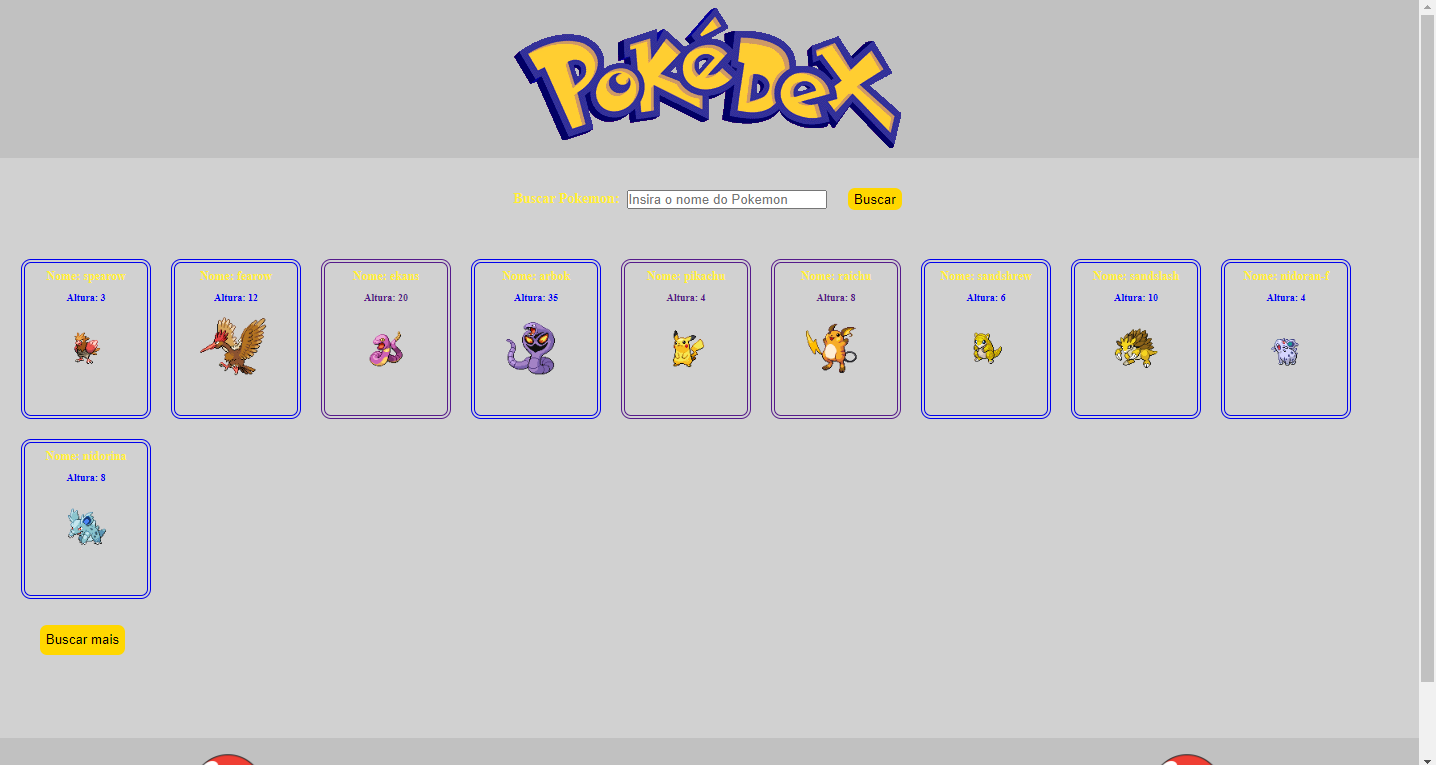 PokéDex
Buscar Pokemon: Insira o nome do Pokemon Buscar
Nome: spearow
Altura: 3
Nome: fearow
Altura: 12
Nome: ekans
Altura: 20
Nome: arbok
Altura: 35
Nome: pikachu
Altura: 4
Nome: raichu
Altura: 8
Nome: sandshrew
Altura: 6
Nome: sandslash
Altura: 10
Nome: nidoran-f
Altura: 4
Nome: nidorina
Altura: 8
Buscar mais